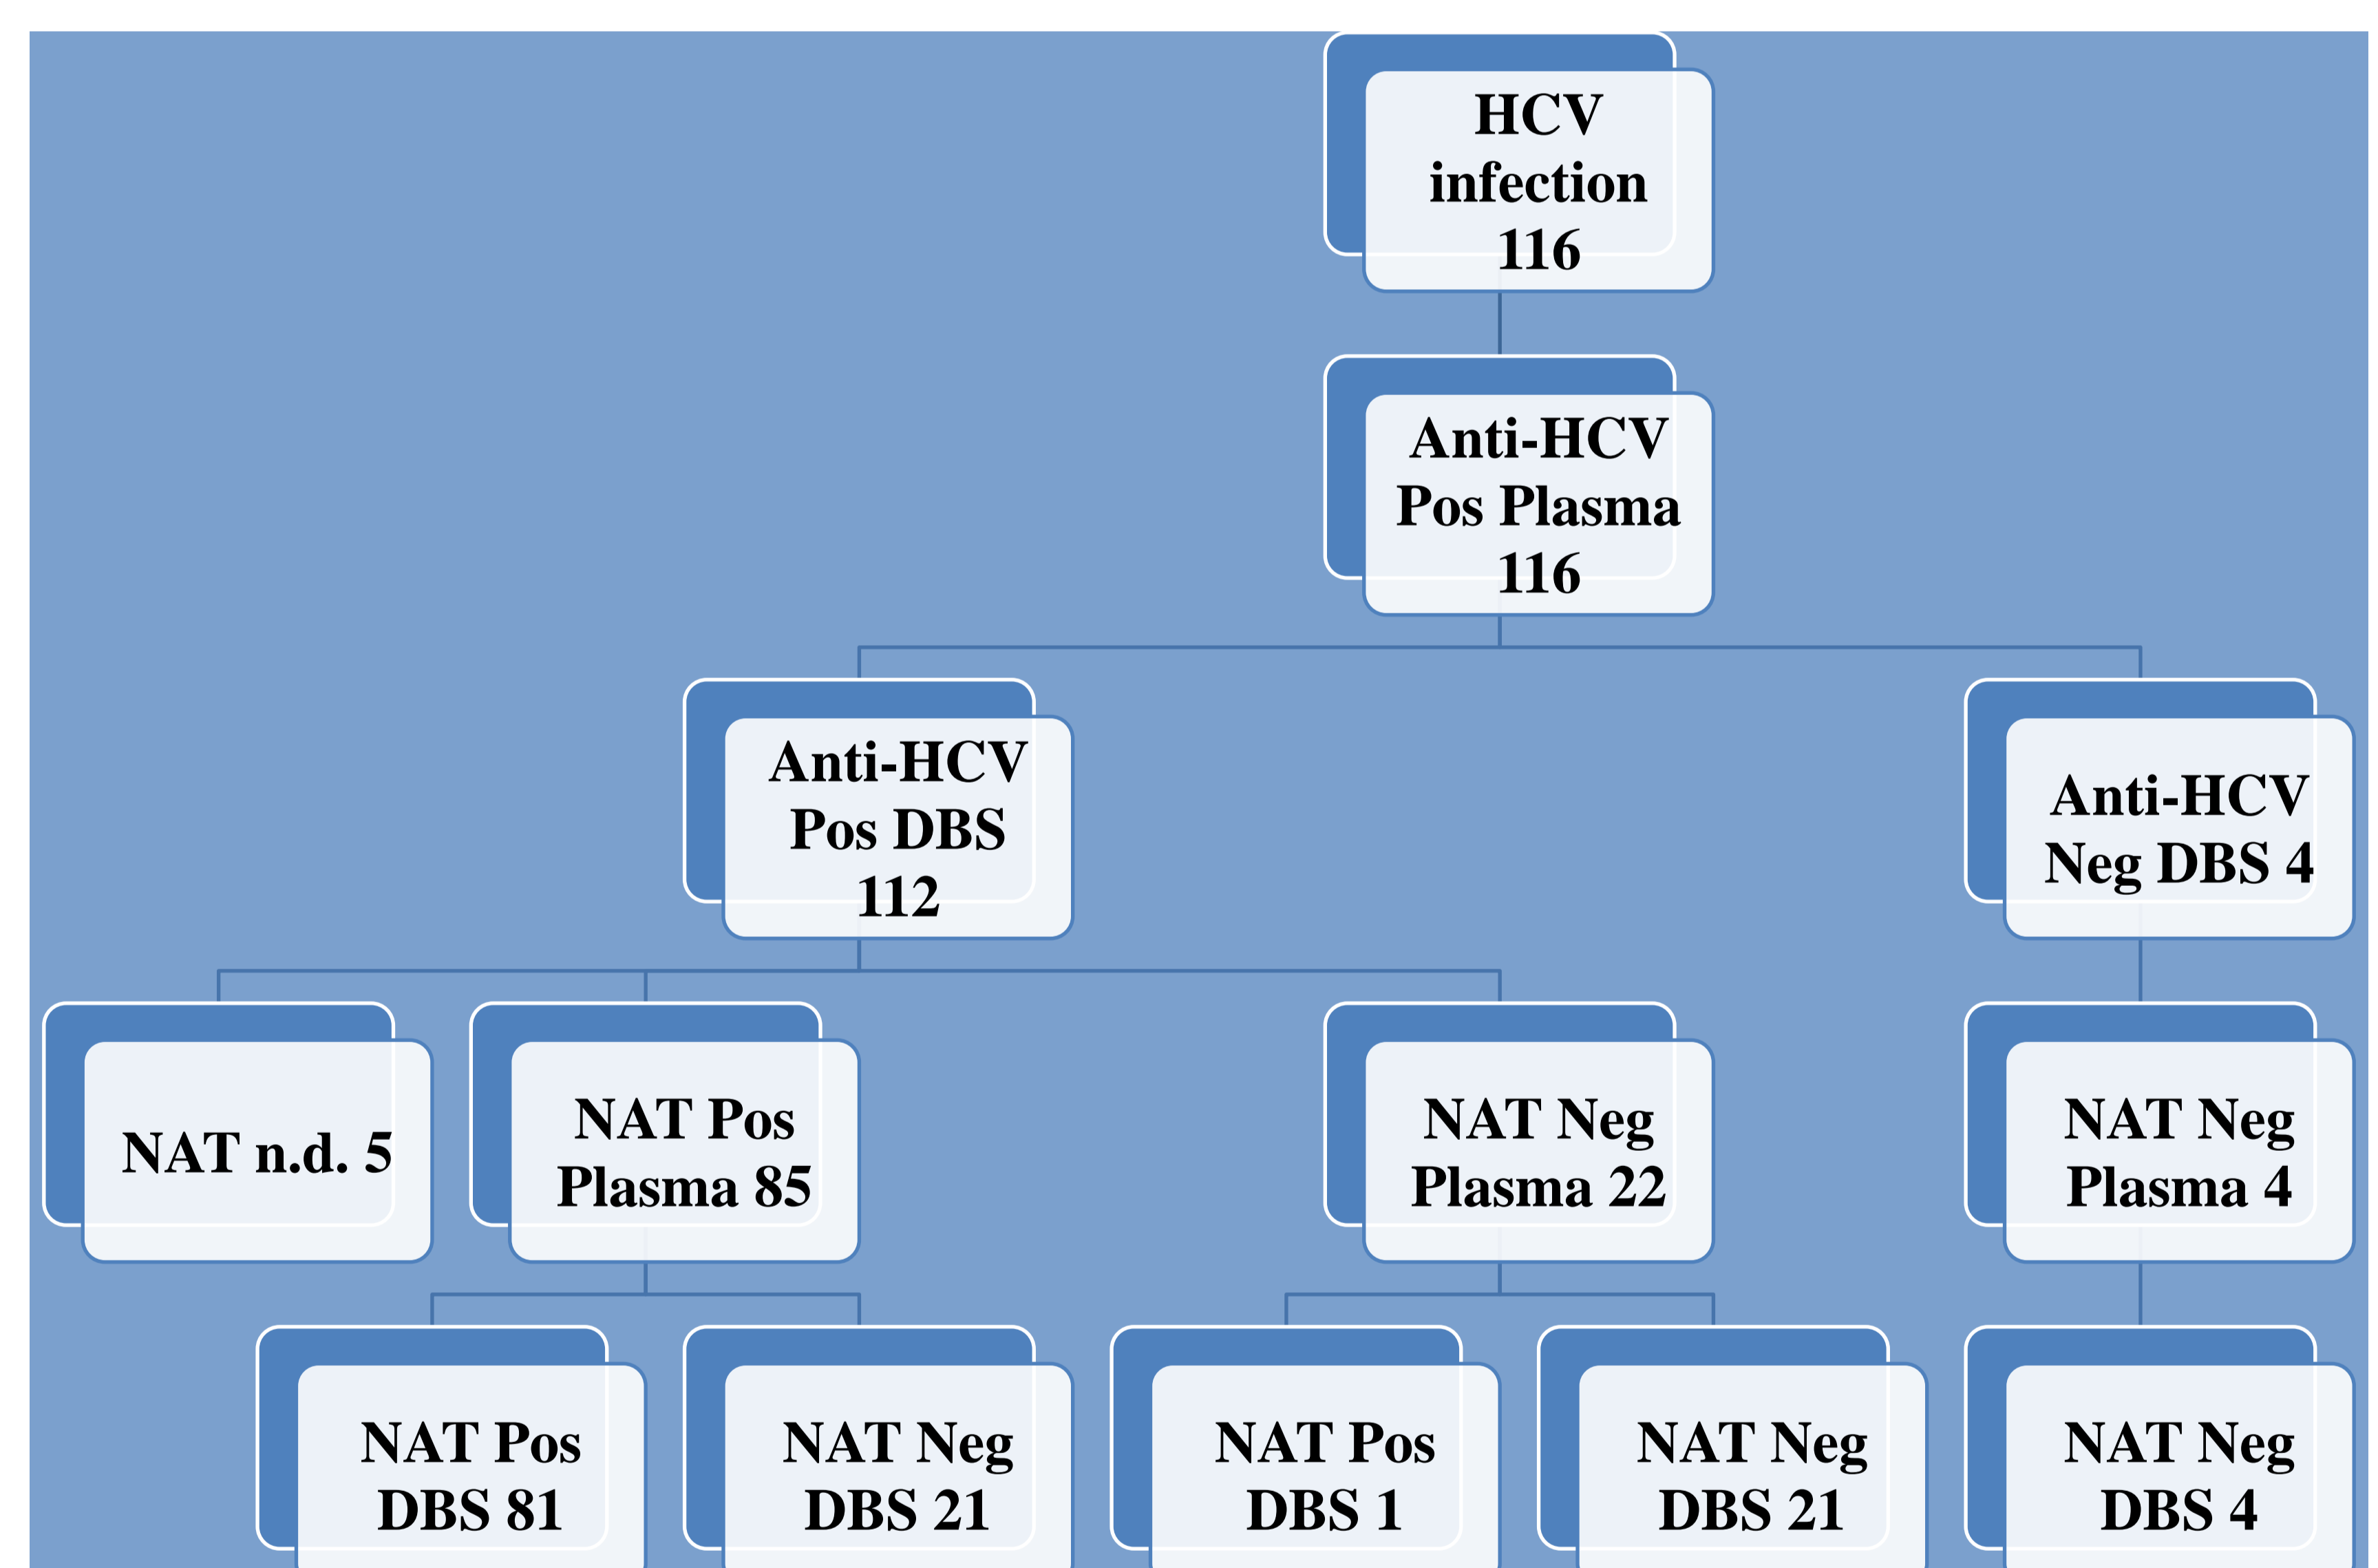 HCV
infection
116
Anti-HCV
Pos Plasma
116
Anti-HCV
Pos DBS
112
Anti-HCV
Neg DBS 4
NAT n.d. 5
NAT Pos
Plasma 85
NAT Neg
Plasma 22
NAT Neg
Plasma 4
NAT Pos
DBS 81
NAT Neg
DBS 21
NAT Pos
DBS 1
NAT Neg
DBS 21
NAT Neg
DBS 4